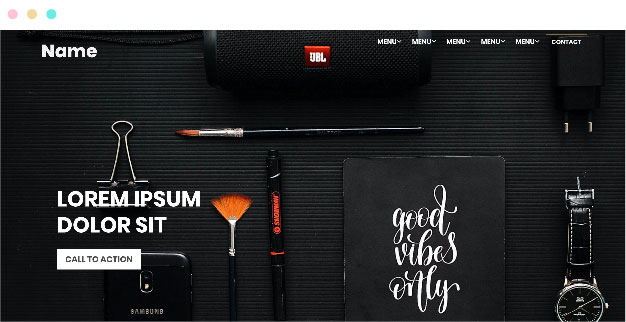 Name
MENU
MENU
MENU
MENU
MENU
CONTACT
JBL
LOREM IPSUM
DOLOR SIT
CALL TO ACTION
SAMSUNG
good
vibes
only